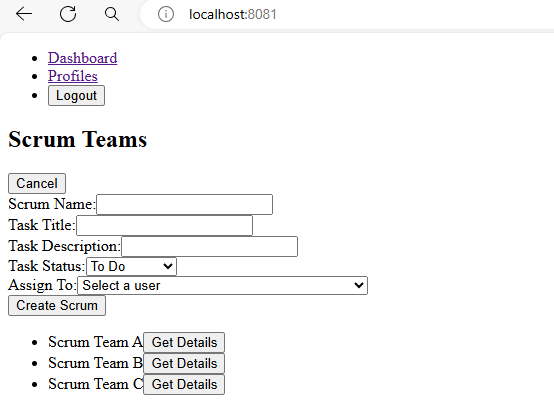 localhost:8081
Dashboard
Profiles
Logout
Scrum Teams
Cancel
Scrum Name:
Task Title:
Task Description:
Task Status: To Do
Assign To: Select a user
Create Scrum
Scrum Team A Get Details
Scrum Team B Get Details
Scrum Team C Get Details